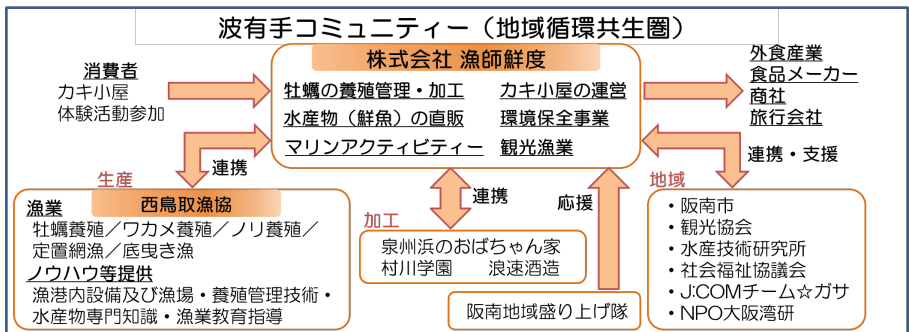 波有手コミュニティー（地域循環共生圏）
株式会社 漁師鮮度
牡蠣の養殖管理・加工
カキ小屋の運営
水産物（鮮魚）の直販
環境保全事業
マリンアクティビティー
観光漁業
消費者
カキ小屋
体験活動参加
外食産業
食品メーカー
商社
旅行会社
連携
連携
応援
連携・支援
生産
西鳥取漁協
漁業
牡蠣養殖／ワカメ養殖／ノリ養殖／
定置網漁／底曳き漁
ノウハウ等提供
漁港内設備及び漁場・養殖管理技術・
水産物専門知識・漁業教育指導
加工
泉州浜のおばちゃん家
村川学園　浪速酒造
阪南地域盛り上げ隊
地域
・阪南市
・観光協会
・水産技術研究所
・社会福祉協議会
・J:COMチーム☆ガサ
・NPO大阪湾研